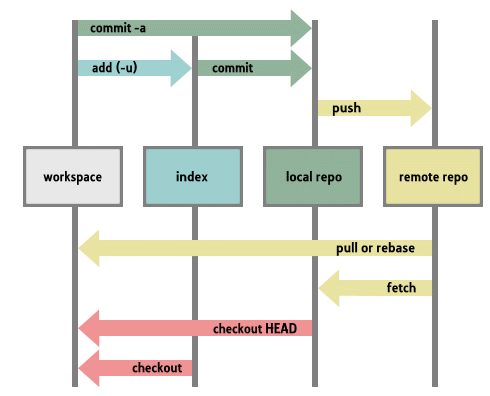 commit -a
add (-u)
commit
push
workspace
index
local repo
remote repo
pull or rebase
fetch
checkout HEAD
checkout